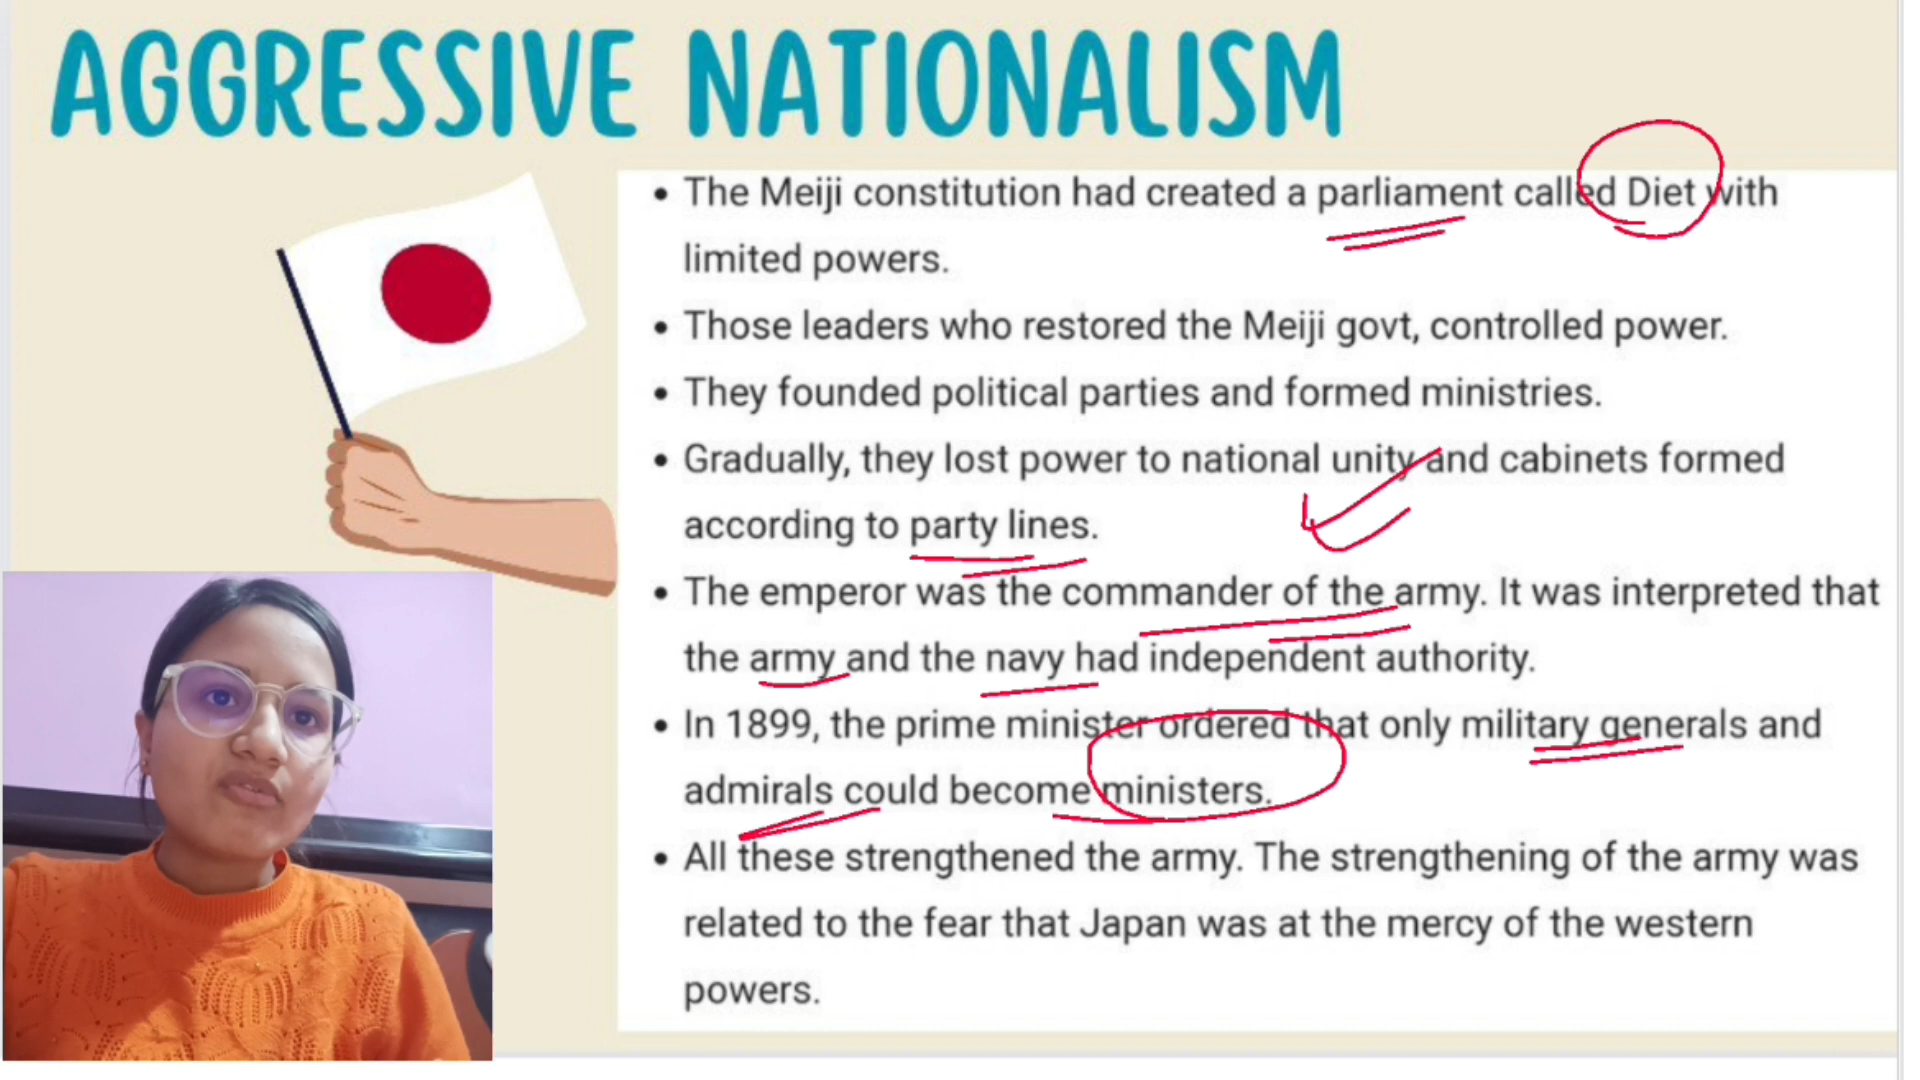 AGGRESSIVE NATIONALISM
• The Meiji constitution had created a parliament called Diet with
limited powers.
• Those leaders who restored the Meiji govt, controlled power.
• They founded political parties and formed ministries.
• Gradually, they lost power to national unity and cabinets formed
according to party lines.
• The emperor was the commander of the army. It was interpreted that
the army and the navy had independent authority.
• In 1899, the prime minister ordered that only military generals and
admirals could become ministers.
• All these strengthened the army. The strengthening of the army was
related to the fear that Japan was at the mercy of the western
powers.